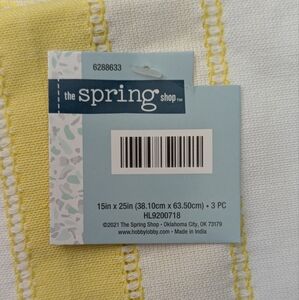 6288633
the spring shop™
15in x 25in (38.10cm x 63.50cm) • 3 PC
HL9200718
©2021 The Spring Shop • Oklahoma City, OK 73179
www.hobbylobby.com • Made in India